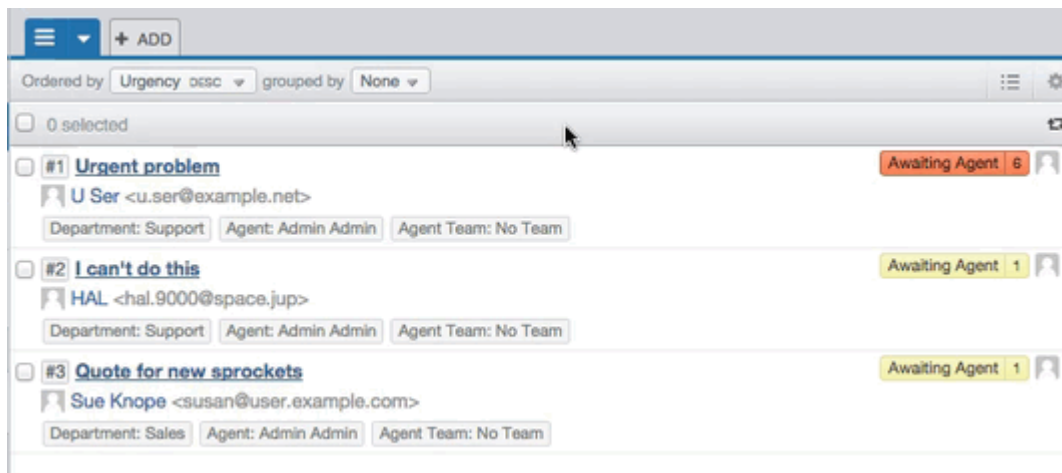 + ADD
Ordered by Urgency grouped by None
0 selected
#1 Urgent problem Awaiting Agent 6
U Ser <u.ser@example.net>
Department: Support Agent: Admin Admin Agent Team: No Team
#2 I can't do this Awaiting Agent 1
HAL <hal.9000@space.jup>
Department: Support Agent: Admin Admin Agent Team: No Team
#3 Quote for new sprockets Awaiting Agent 1
Sue Knope <susan@user.example.com>
Department: Sales Agent: Admin Admin Agent Team: No Team